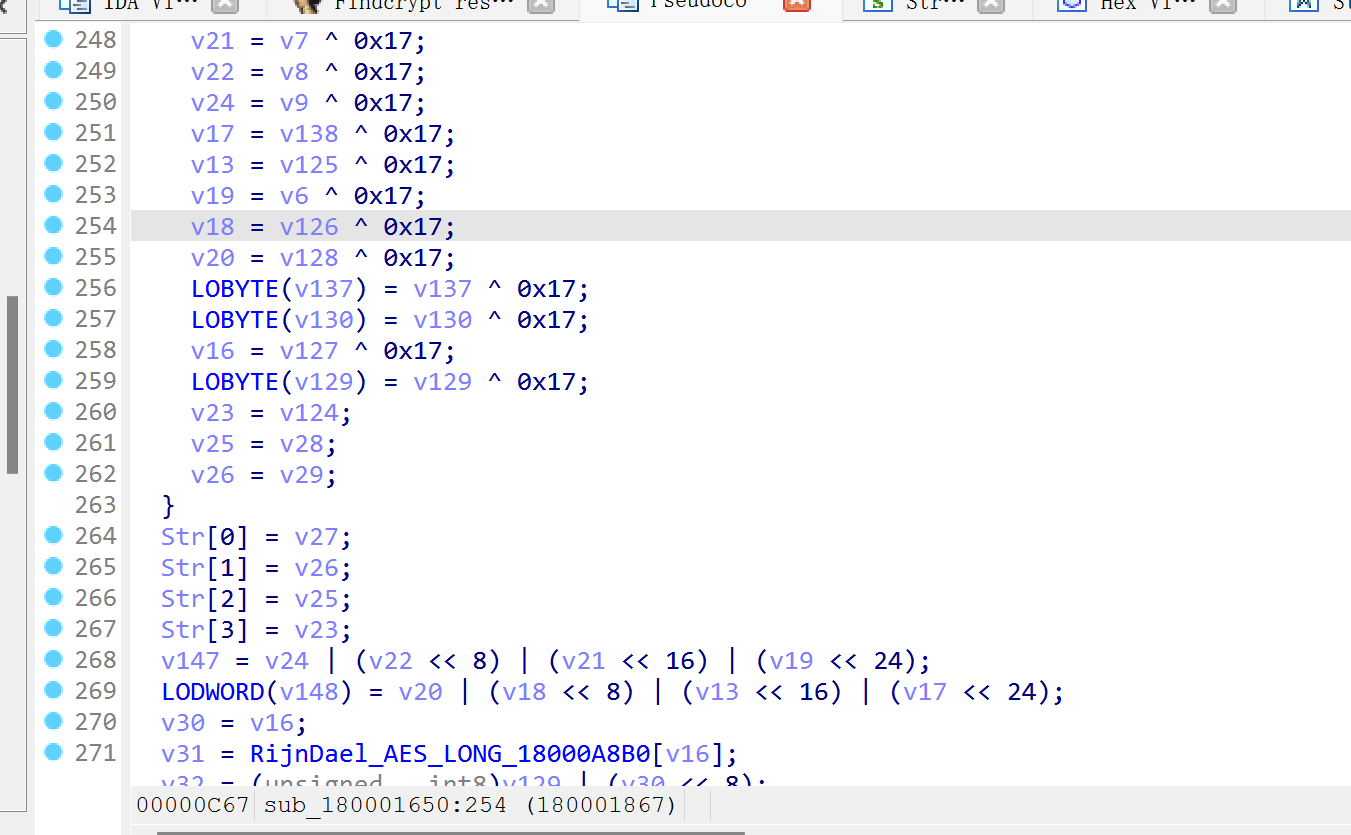 IDA Vi···
Findcrypt res···
Pseudoco
Str···
Hex Vi···
248 v21 = v7 ^ 0x17;
249 v22 = v8 ^ 0x17;
250 v24 = v9 ^ 0x17;
251 v17 = v138 ^ 0x17;
252 v13 = v125 ^ 0x17;
253 v19 = v6 ^ 0x17;
254 v18 = v126 ^ 0x17;
255 v20 = v128 ^ 0x17;
256 LOBYTE(v137) = v137 ^ 0x17;
257 LOBYTE(v130) = v130 ^ 0x17;
258 v16 = v127 ^ 0x17;
259 LOBYTE(v129) = v129 ^ 0x17;
260 v23 = v124;
261 v25 = v28;
262 v26 = v29;
263 }
264 Str[0] = v27;
265 Str[1] = v26;
266 Str[2] = v25;
267 Str[3] = v23;
268 v147 = v24 | (v22 << 8) | (v21 << 16) | (v19 << 24);
269 LODWORD(v148) = v20 | (v18 << 8) | (v13 << 16) | (v17 << 24);
270 v30 = v16;
271 v31 = RijnDael_AES_LONG_18000A8B0[v16];
v32 = (unsigned __int8)v129 | (v30 << 8);
00000C67 sub_180001650:254 (180001867)